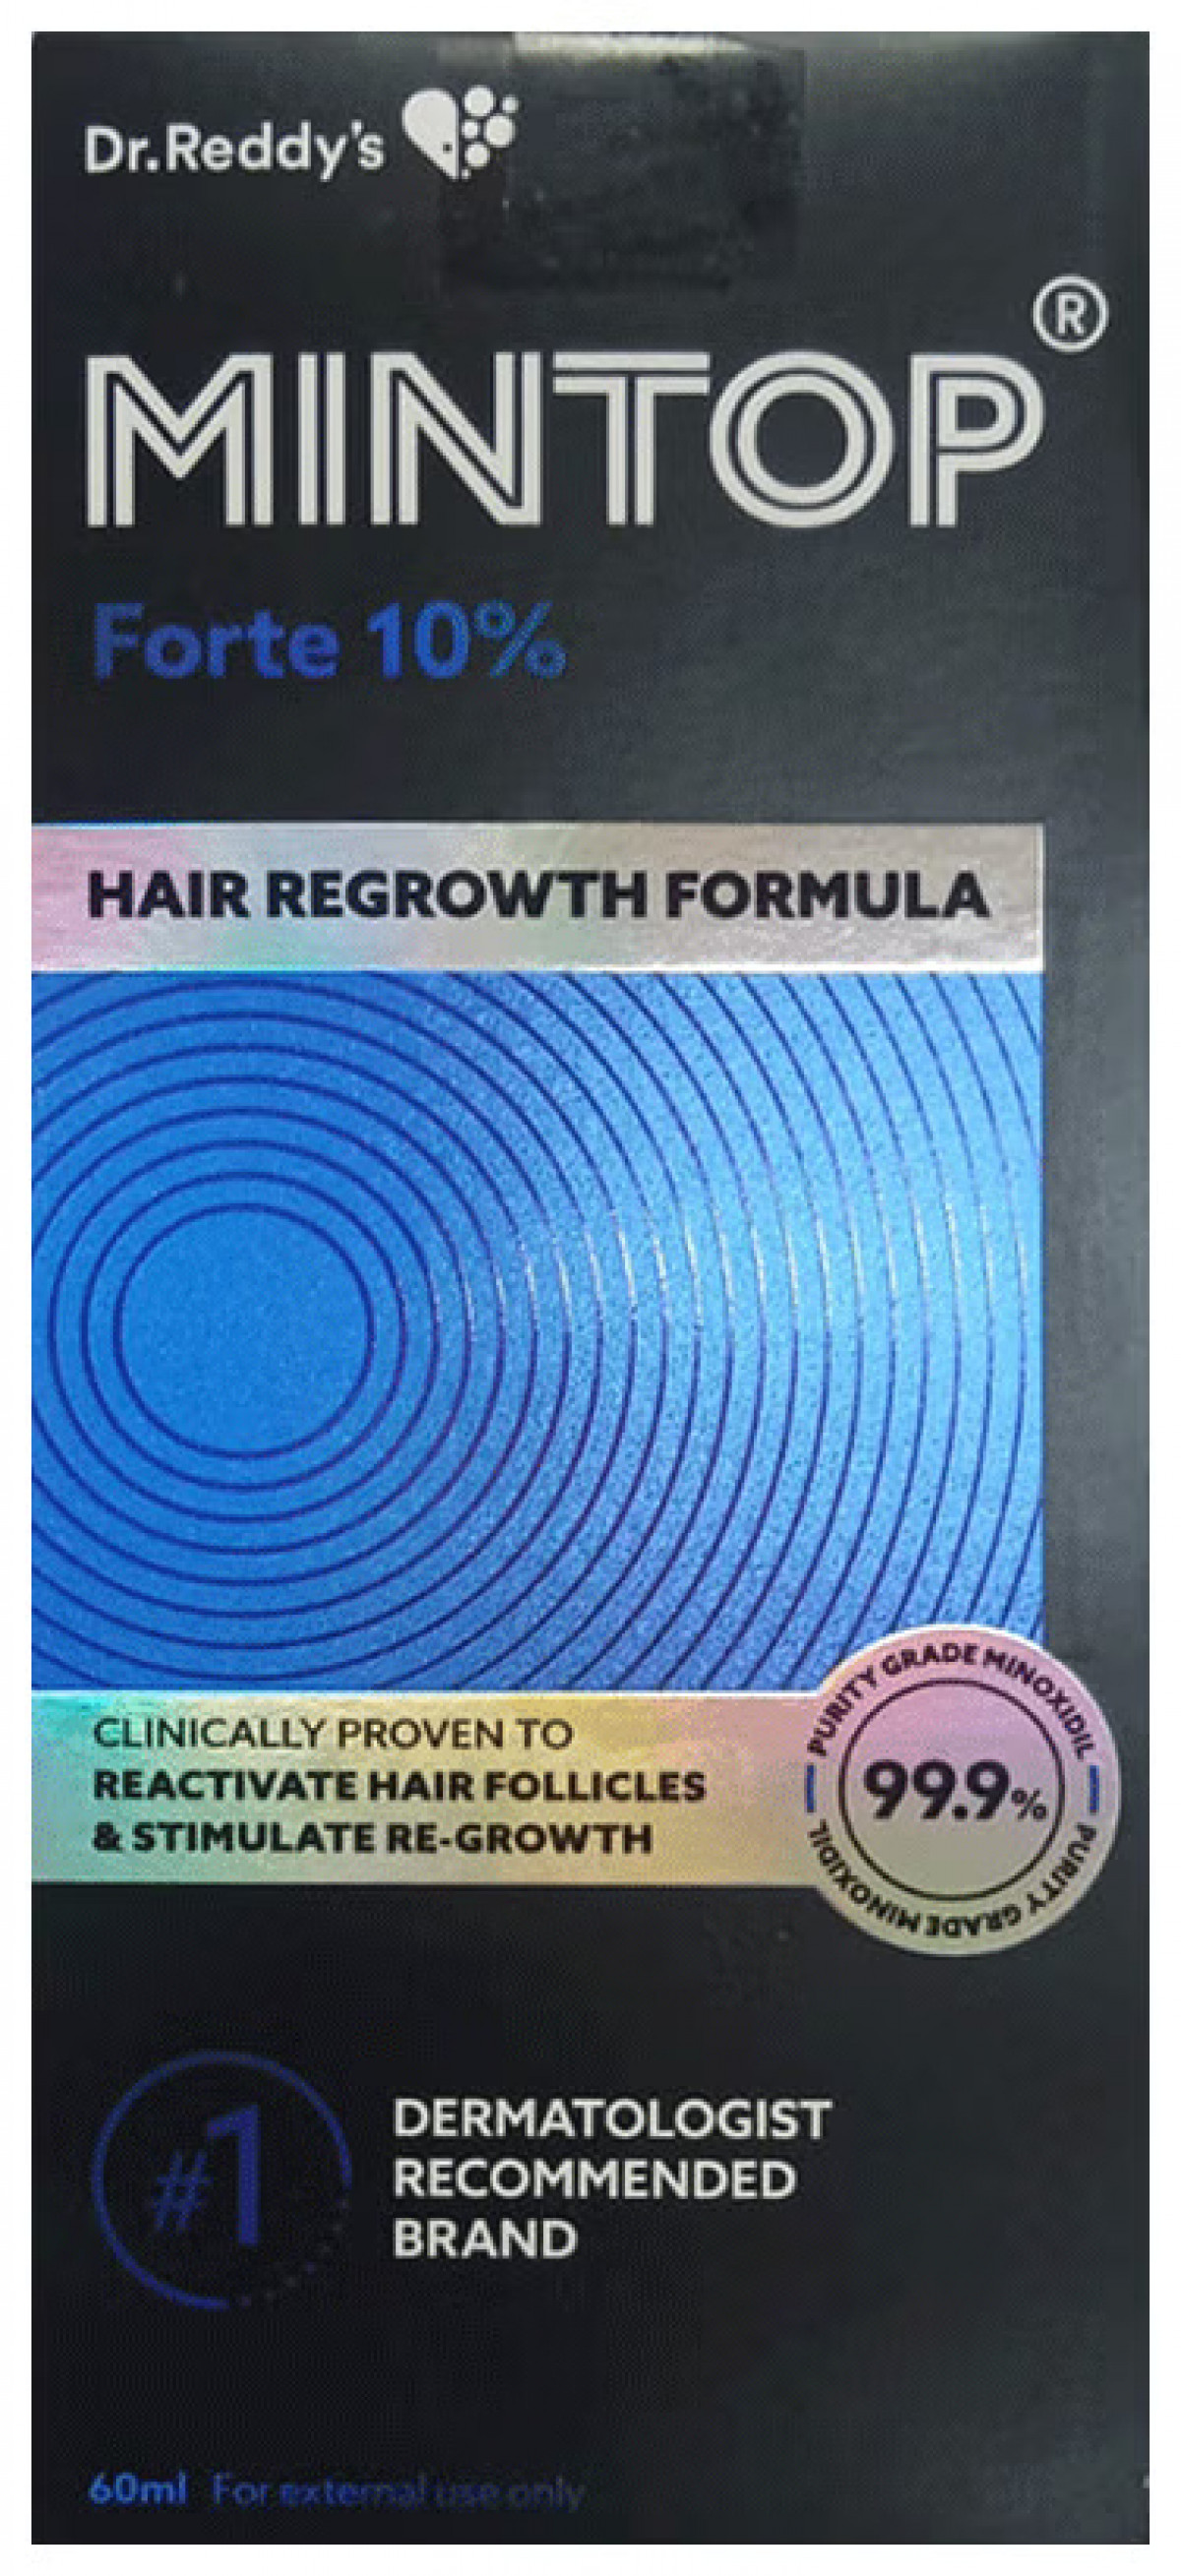 Dr.Reddy's
MINTOP®
Forte 10%
HAIR REGROWTH FORMULA
CLINICALLY PROVEN TO
REACTIVATE HAIR FOLLICLES
& STIMULATE RE-GROWTH
PURITY GRADE MINOXIDIL
99.9%
PURITY GRADE MINOXIDIL
#1
DERMATOLOGIST
RECOMMENDED
BRAND
60ml For external use only